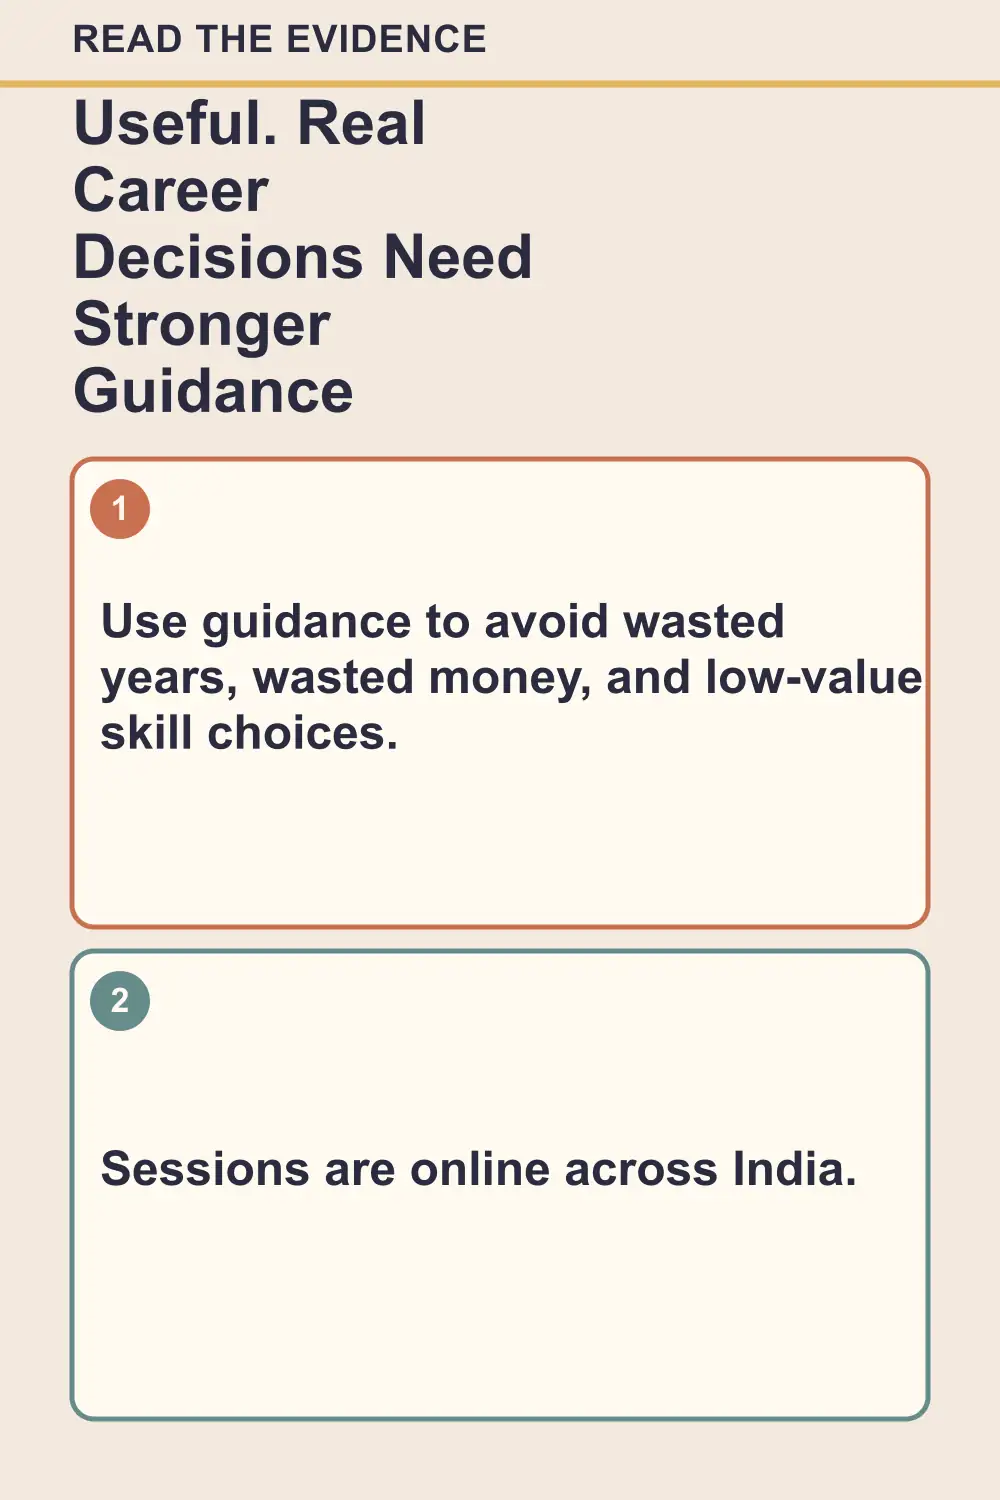 READ THE EVIDENCE
Useful. Real
Career
Decisions Need
Stronger
Guidance
1
Use guidance to avoid wasted
years, wasted money, and low-value
skill choices.
2
Sessions are online across India.